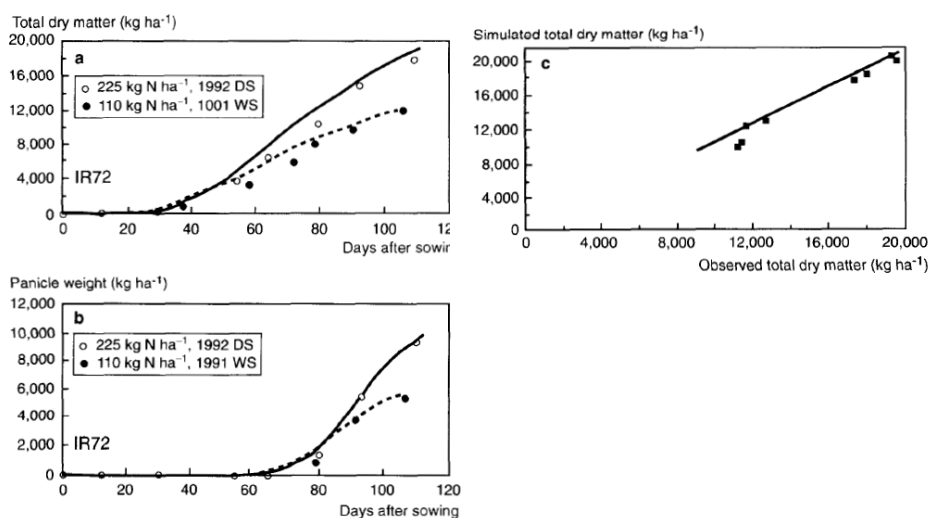 Total dry matter (kg ha⁻¹)
20,000
a
○ 225 kg N ha⁻¹, 1992 DS
● 110 kg N ha⁻¹, 1001 WS
16,000
12,000
8,000
4,000
IR72
0
0 20 40 60 80 100 12
Days after sowir
Panicle weight (kg ha⁻¹)
12,000
b
○ 225 kg N ha⁻¹, 1992 DS
● 110 kg N ha⁻¹, 1991 WS
10,000
8,000
6,000
4,000
2,000
IR72
0
0 20 40 60 80 100 120
Days after sowing
Simulated total dry matter (kg ha⁻¹)
c
20,000
16,000
12,000
8,000
4,000
0
0 4,000 8,000 12,000 16,000 20,000
Observed total dry matter (kg ha⁻¹)